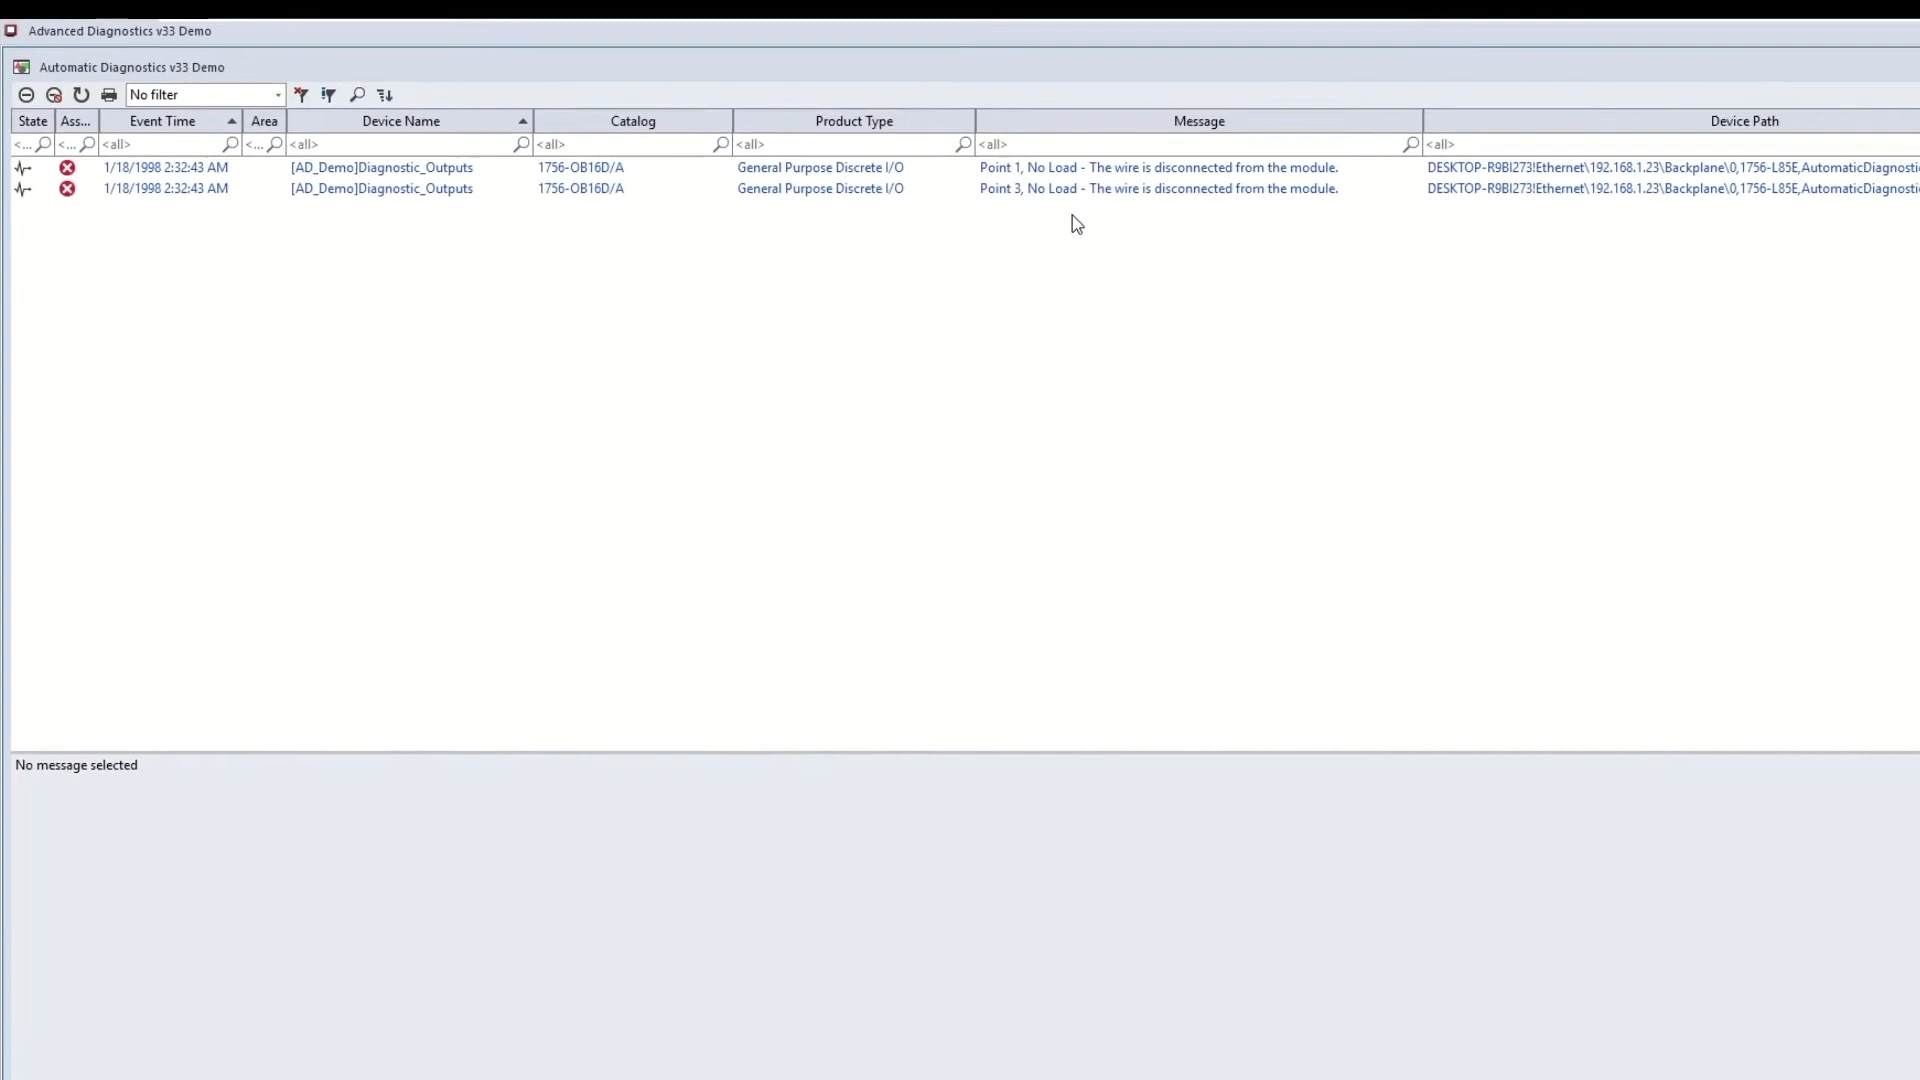 Advanced Diagnostics v33 Demo
Automatic Diagnostics v33 Demo
No filter
State Ass... Event Time Area Device Name Catalog Product Type Message Device Path
<... <... <all> <... <all> <all> <all> <all> <all>
1/18/1998 2:32:43 AM [AD_Demo]Diagnostic_Outputs 1756-OB16D/A General Purpose Discrete I/O Point 1, No Load - The wire is disconnected from the module. DESKTOP-R9BI273!Ethernet\192.168.1.23\Backplane\0,1756-L85E,AutomaticDiagnosti
1/18/1998 2:32:43 AM [AD_Demo]Diagnostic_Outputs 1756-OB16D/A General Purpose Discrete I/O Point 3, No Load - The wire is disconnected from the module. DESKTOP-R9BI273!Ethernet\192.168.1.23\Backplane\0,1756-L85E,AutomaticDiagnosti
No message selected